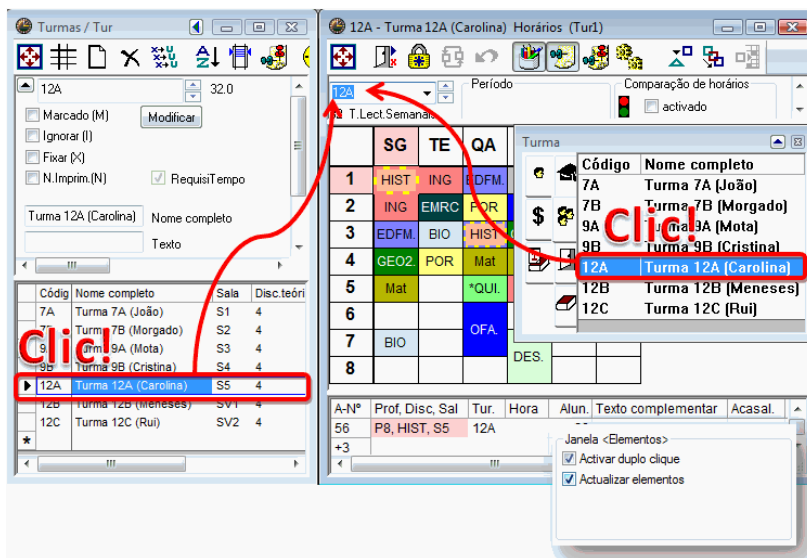 Turmas / Tur
12A
32.0
Marcado (M)
Modificar
Ignorar (I)
Fixar (X)
N.Imprim.(N)
RequisiTempo
Turma 12A (Carolina)
Nome completo
Texto
Códig Nome completo Sala Disc.teóri
7A Turma 7A (João) S1 4
7B Turma 7B (Morgado) S2 4
9A Turma 9A (Mota) S3 4
9B Turma 9B (Cristina) S4 4
12A Turma 12A (Carolina) S5 4
12B Turma 12B (Meneses) SV1 4
12C Turma 12C (Rui) SV2 4
*
Clic!
12A - Turma 12A (Carolina) Horários (Tur1)
12A
Período
Comparação de horários
activado
T.Lect.Semanais
SG TE QA
1 HIST ING EDFM.
2 ING EMRC POR
3 EDFM. BIO HIST
4 GEO2. POR Mat
5 Mat *QUI.
6
OFA.
7 BIO
DES.
8
Turma
Código Nome completo
7A Turma 7A (João)
7B Turma 7B (Morgado)
9A Turma 9A (Mota)
9B Turma 9B (Cristina)
12A Turma 12A (Carolina)
12B Turma 12B (Meneses)
12C Turma 12C (Rui)
Clic!
A-Nº Prof, Disc, Sal Tur. Hora Alun. Texto complementar Acasal.
56 P8, HIST, S5 12A
+3
Janela <Elementos>
Activar duplo clique
Actualizar elementos